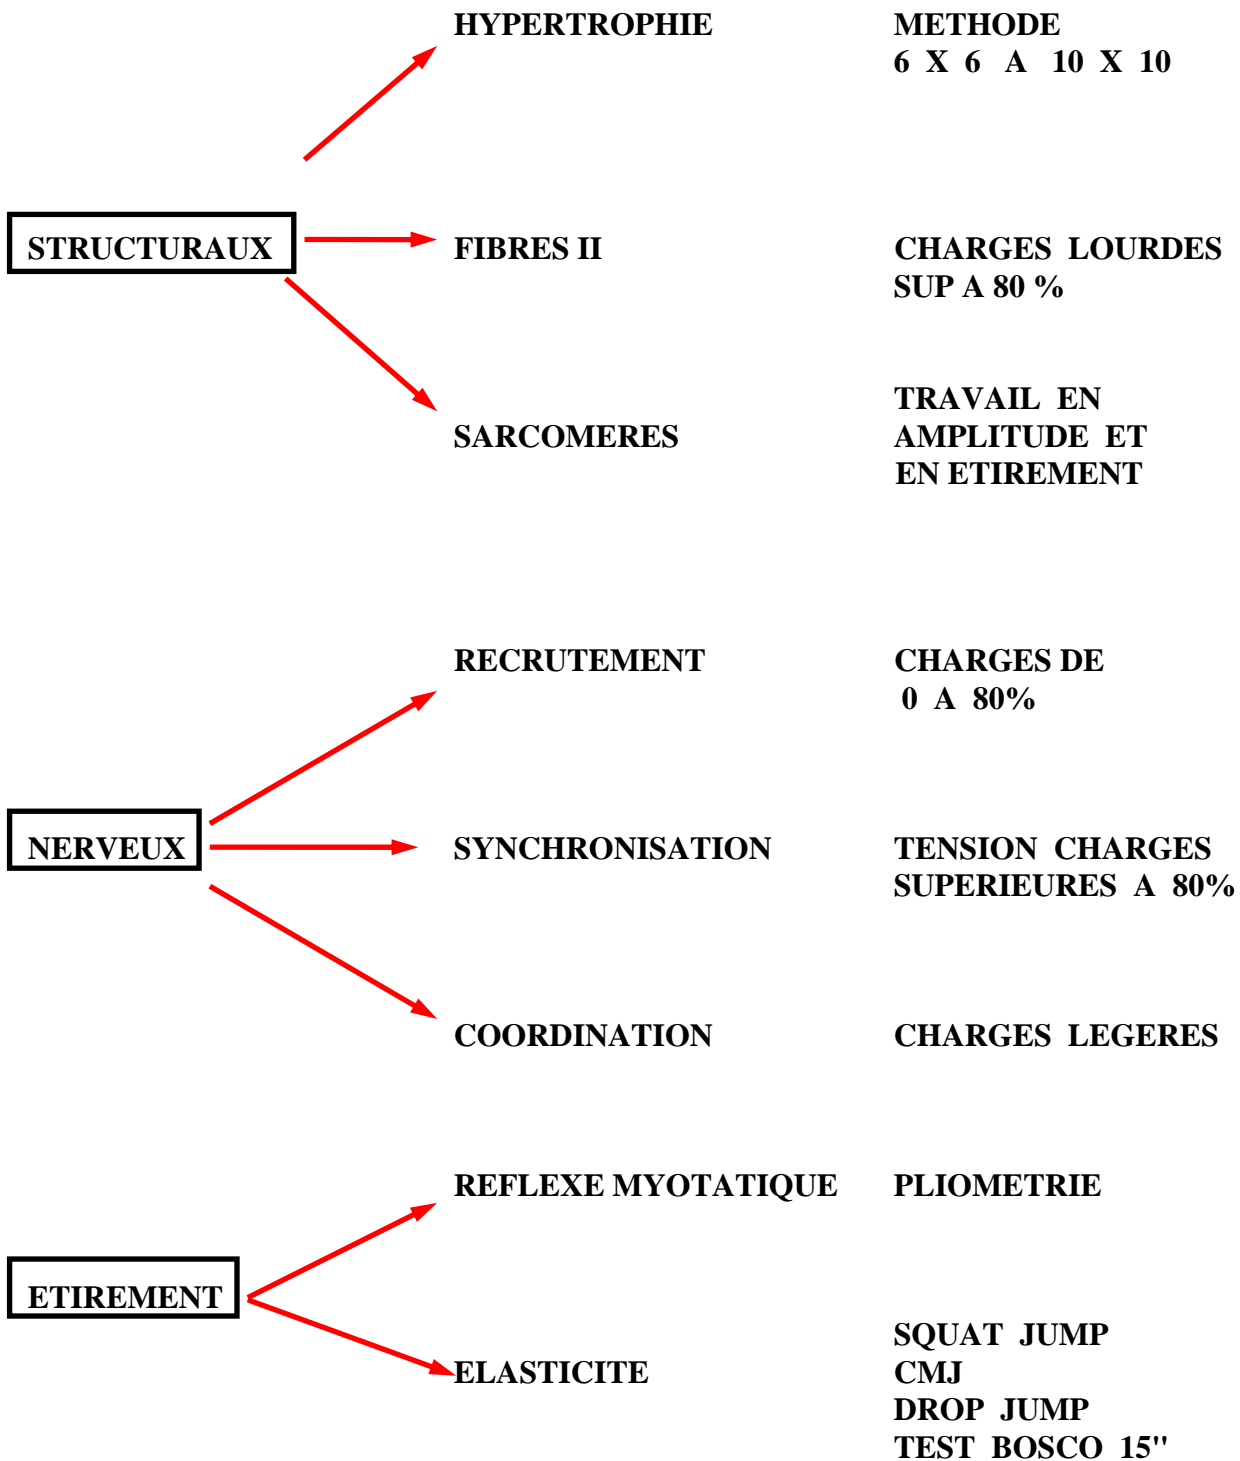 HYPERTROPHIE METHODE
6 X 6 A 10 X 10
STRUCTURAUX FIBRES II CHARGES LOURDES
SUP A 80 %
TRAVAIL EN
SARCOMERES AMPLITUDE ET
EN ETIREMENT
RECRUTEMENT CHARGES DE
0 A 80%
NERVEUX SYNCHRONISATION TENSION CHARGES
SUPERIEURES A 80%
COORDINATION CHARGES LEGERES
REFLEXE MYOTATIQUE PLIOMETRIE
ETIREMENT
SQUAT JUMP
ELASTICITE CMJ
DROP JUMP
TEST BOSCO 15"